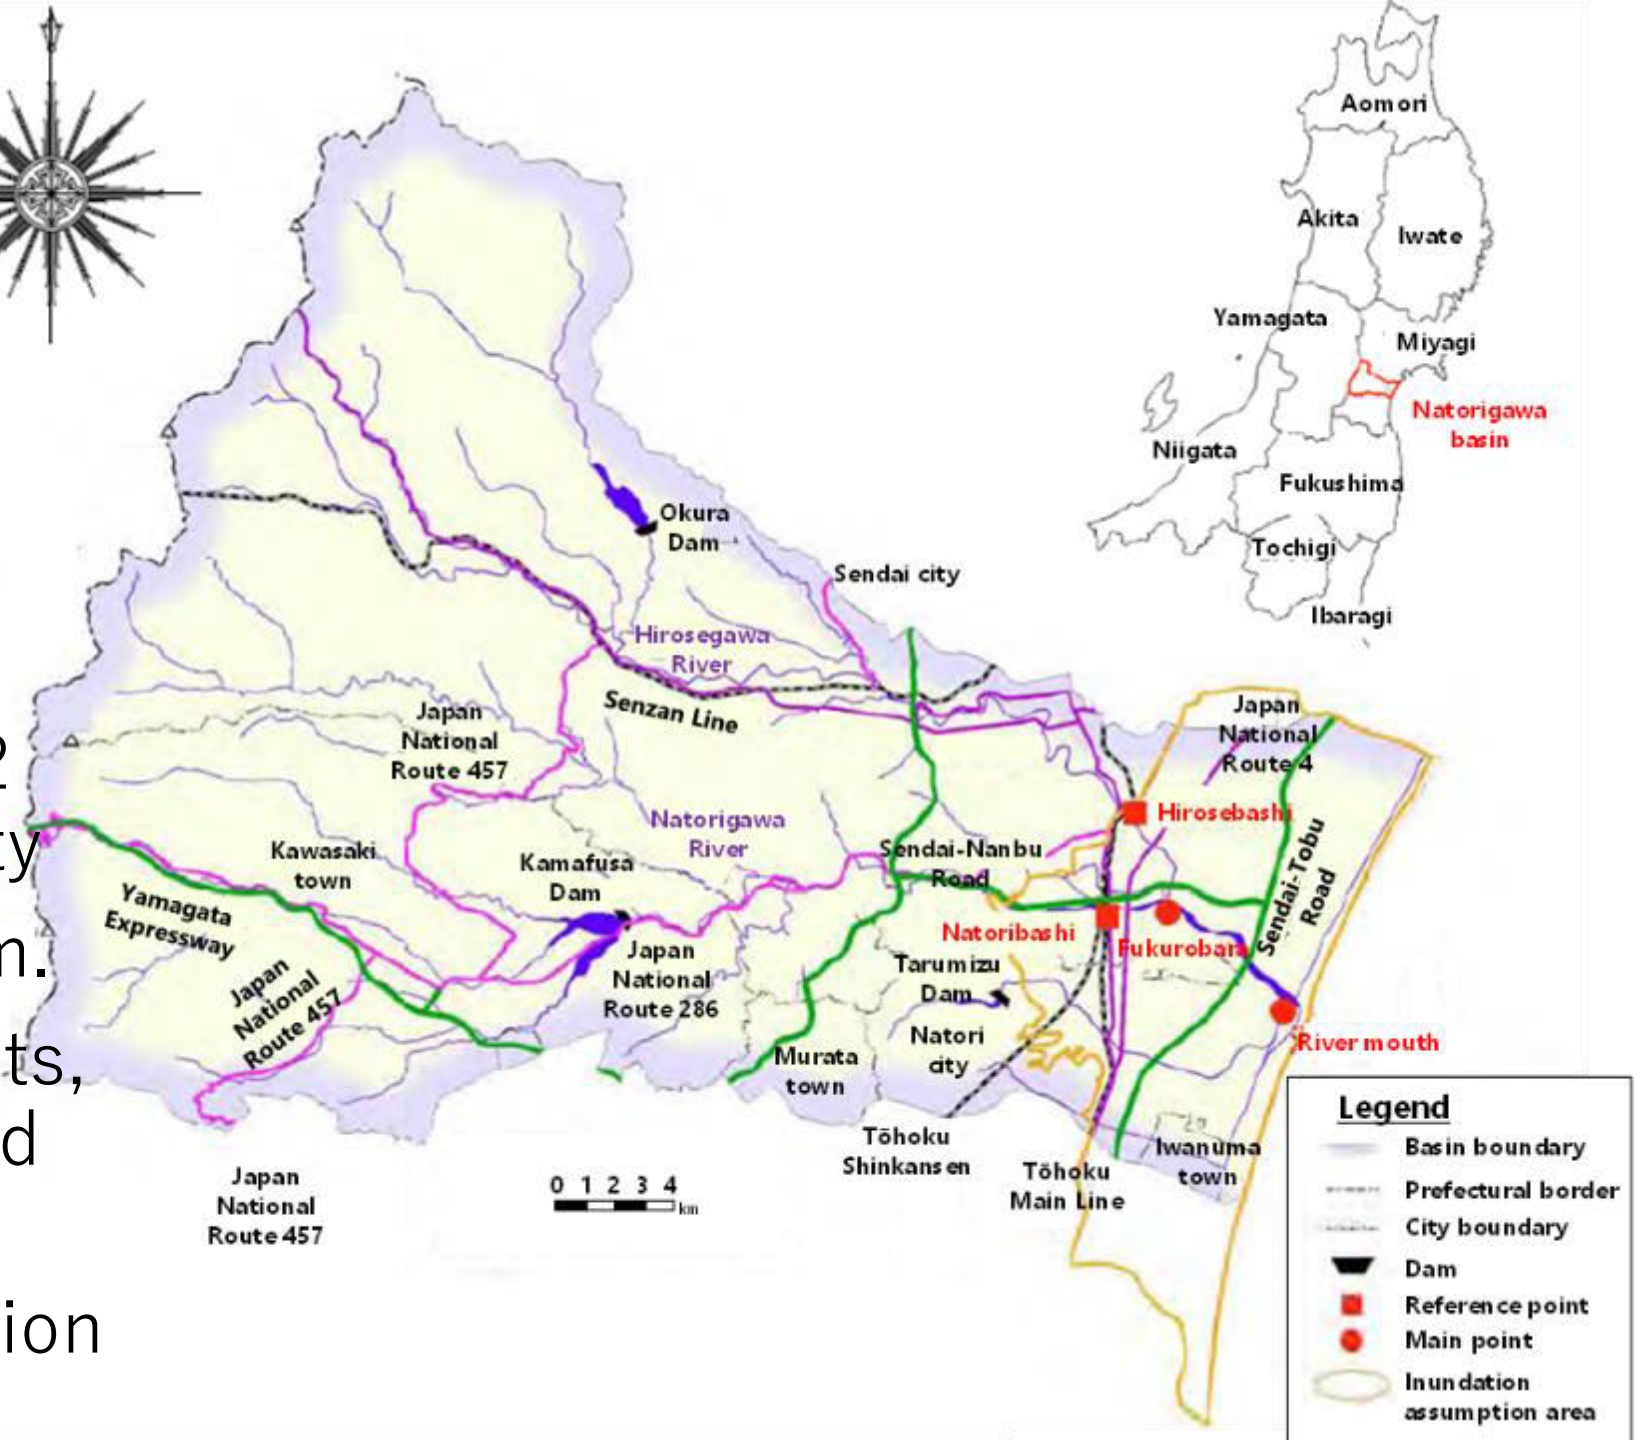 Aomori
Akita
Iwate
Yamagata
Miyagi
Natorigawa
basin
Niigata
Fukushima
Tochigi
Ibaragi
Okura
Dam
Sendai city
Hirosegawa
River
Senzan Line
Japan
National
Route 457
Japan
National
Route 4
Hirosebashi
Natorigawa
River
Sendai-Nanbu
Road
Sendai-Tobu
Road
Kawasaki
town
Kamafusa
Dam
Yamagata
Expressway
Japan
National
Route 457
Japan
National
Route 286
Natoribashi
Fukurobara
Tarumizu
Dam
Natori
city
Murata
town
River mouth
Tōhoku
Shinkansen
Tōhoku
Main Line
Iwanuma
town
Japan
National
Route 457
0 1 2 3 4
km
2
ty
m.
ts,
d
ion
Legend
Basin boundary
Prefectural border
City boundary
Dam
Reference point
Main point
Inundation
assumption area